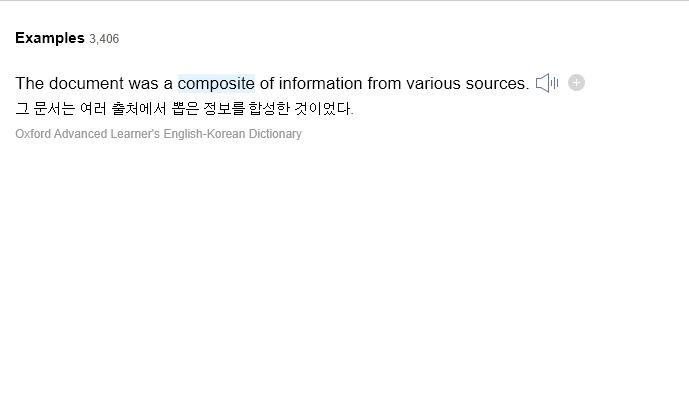 Examples 3,406
The document was a composite of information from various sources.
그 문서는 여러 출처에서 뽑은 정보를 합성한 것이었다.
Oxford Advanced Learner's English-Korean Dictionary